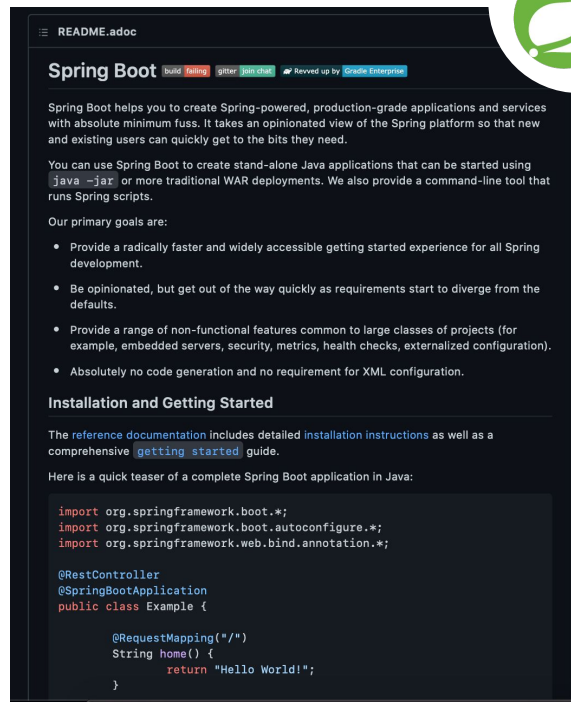 README.adoc
Spring Boot build failing gitter join chat Revved up by Gradle Enterprise
Spring Boot helps you to create Spring-powered, production-grade applications and services
with absolute minimum fuss. It takes an opinionated view of the Spring platform so that new
and existing users can quickly get to the bits they need.
You can use Spring Boot to create stand-alone Java applications that can be started using
java -jar or more traditional WAR deployments. We also provide a command-line tool that
runs Spring scripts.
Our primary goals are:
• Provide a radically faster and widely accessible getting started experience for all Spring
development.
• Be opinionated, but get out of the way quickly as requirements start to diverge from the
defaults.
• Provide a range of non-functional features common to large classes of projects (for
example, embedded servers, security, metrics, health checks, externalized configuration).
• Absolutely no code generation and no requirement for XML configuration.
Installation and Getting Started
The reference documentation includes detailed installation instructions as well as a
comprehensive getting started guide.
Here is a quick teaser of a complete Spring Boot application in Java:
import org.springframework.boot.*;
import org.springframework.boot.autoconfigure.*;
import org.springframework.web.bind.annotation.*;
@RestController
@SpringBootApplication
public class Example {
@RequestMapping("/")
String home() {
return "Hello World!";
}